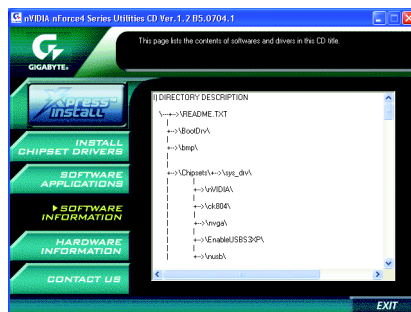 nVIDIA nForce4 Series Utilities CD Ver.1.2 B5.0704.1
GIGABYTE
This page lists the contents of softwares and drivers in this CD title.
Xpress™
Install
INSTALL
CHIPSET DRIVERS
SOFTWARE
APPLICATIONS
SOFTWARE
INFORMATION
HARDWARE
INFORMATION
CONTACT US
I) DIRECTORY DESCRIPTION
\---+-->\README.TXT
+-->\BootDrv\
+-->\bmp\
+-->\Chipsets\+-->\sys_drv\
+-->\nVIDIA\
+-->\ck804\
+-->\nvga\
+-->\EnableUSBS3XP\
+-->\nusb\
EXIT